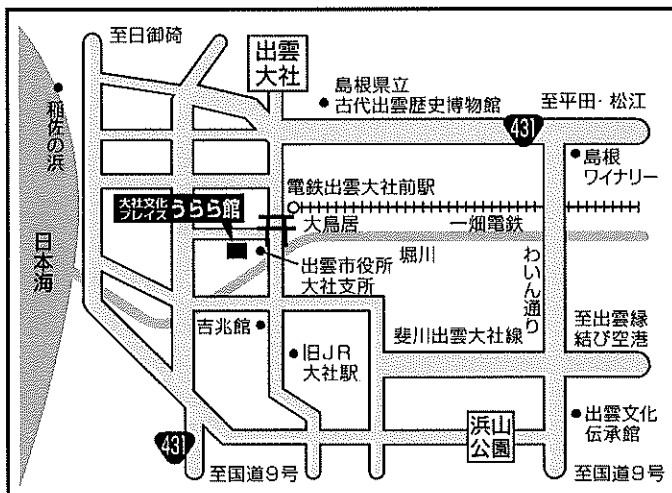 至日御碕
出雲
大社
稲佐の浜
島根県立
古代出雲歴史博物館
至平田・松江
431
島根
ワイナリー
電鉄出雲大社前駅
大社文化
プレイス
うらら館
大鳥居
一畑電鉄
日本海
出雲市役所
大社支所
堀川
わいん通り
吉兆館
旧JR
大社駅
斐川出雲大社線
至出雲縁
結び空港
浜山
公園
出雲文化
伝承館
431
至国道9号
至国道9号